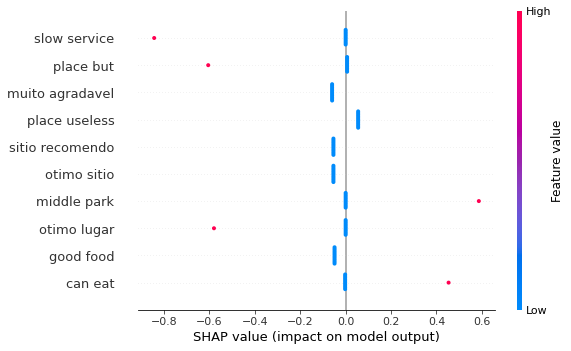 High
slow service
place but
muito agradavel
place useless
sitio recomendo
otimo sitio
middle park
otimo lugar
good food
can eat
Feature value
Low
−0.8 −0.6 −0.4 −0.2 0.0 0.2 0.4 0.6
SHAP value (impact on model output)